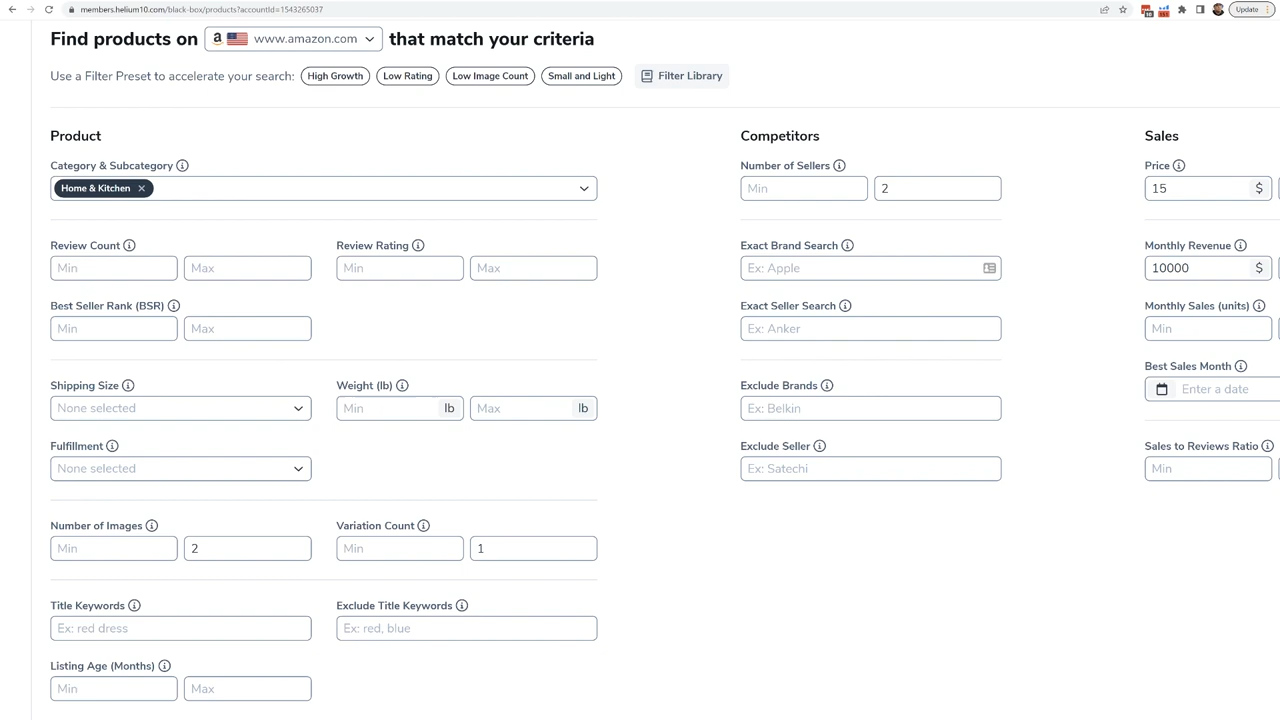 members.helium10.com/black-box/products?accountId=1543265037
Update
Find products on a www.amazon.com that match your criteria
Use a Filter Preset to accelerate your search: High Growth Low Rating Low Image Count Small and Light Filter Library
Product
Category & Subcategory
Home & Kitchen
Review Count
Min Max
Review Rating
Min Max
Best Seller Rank (BSR)
Min Max
Shipping Size
None selected
Weight (lb)
Min lb Max lb
Fulfillment
None selected
Number of Images
Min 2
Variation Count
Min 1
Title Keywords
Ex: red dress
Exclude Title Keywords
Ex: red, blue
Listing Age (Months)
Min Max
Competitors
Number of Sellers
Min 2
Exact Brand Search
Ex: Apple
Exact Seller Search
Ex: Anker
Exclude Brands
Ex: Belkin
Exclude Seller
Ex: Satechi
Sales
Price
15 $
Monthly Revenue
10000 $
Monthly Sales (units)
Min
Best Sales Month
Enter a date
Sales to Reviews Ratio
Min